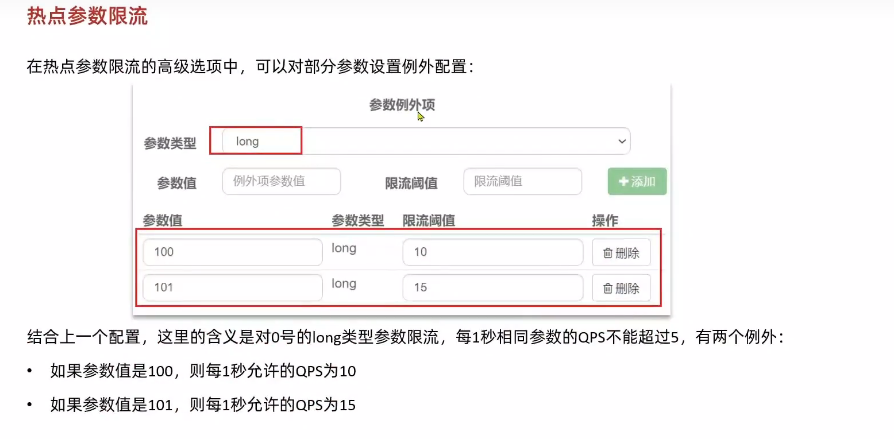 热点参数限流
在热点参数限流的高级选项中，可以对部分参数设置例外配置：
参数例外项
参数类型 long
参数值 例外项参数值 限流阈值 限流阈值 +添加
参数值 参数类型 限流阈值 操作
100 long 10 删除
101 long 15 删除
结合上一个配置，这里的含义是对0号的long类型参数限流，每1秒相同参数的QPS不能超过5，有两个例外：
• 如果参数值是100，则每1秒允许的QPS为10
• 如果参数值是101，则每1秒允许的QPS为15